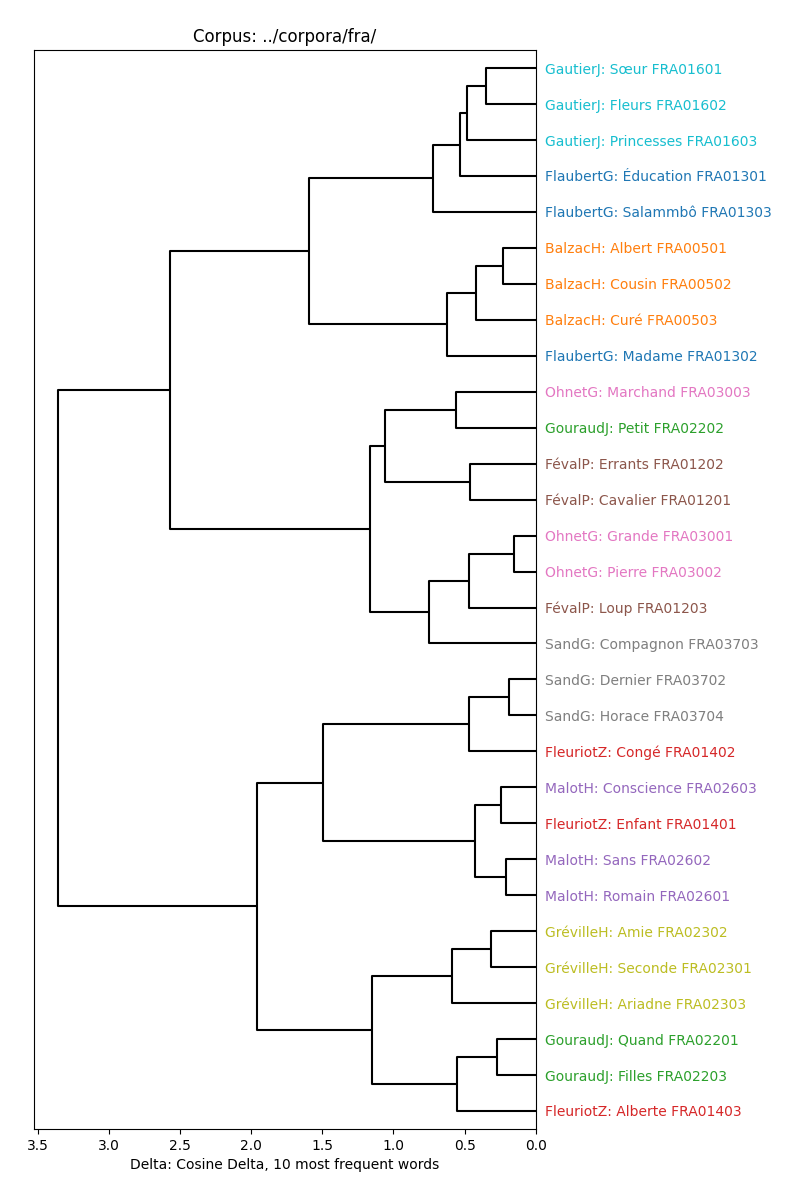 Corpus: ../corpora/fra/
GautierJ: Sœur FRA01601
GautierJ: Fleurs FRA01602
GautierJ: Princesses FRA01603
FlaubertG: Éducation FRA01301
FlaubertG: Salammbô FRA01303
BalzacH: Albert FRA00501
BalzacH: Cousin FRA00502
BalzacH: Curé FRA00503
FlaubertG: Madame FRA01302
OhnetG: Marchand FRA03003
GouraudJ: Petit FRA02202
FévalP: Errants FRA01202
FévalP: Cavalier FRA01201
OhnetG: Grande FRA03001
OhnetG: Pierre FRA03002
FévalP: Loup FRA01203
SandG: Compagnon FRA03703
SandG: Dernier FRA03702
SandG: Horace FRA03704
FleuriotZ: Congé FRA01402
MalotH: Conscience FRA02603
FleuriotZ: Enfant FRA01401
MalotH: Sans FRA02602
MalotH: Romain FRA02601
GrévilleH: Amie FRA02302
GrévilleH: Seconde FRA02301
GrévilleH: Ariadne FRA02303
GouraudJ: Quand FRA02201
GouraudJ: Filles FRA02203
FleuriotZ: Alberte FRA01403
3.5 3.0 2.5 2.0 1.5 1.0 0.5 0.0
Delta: Cosine Delta, 10 most frequent words